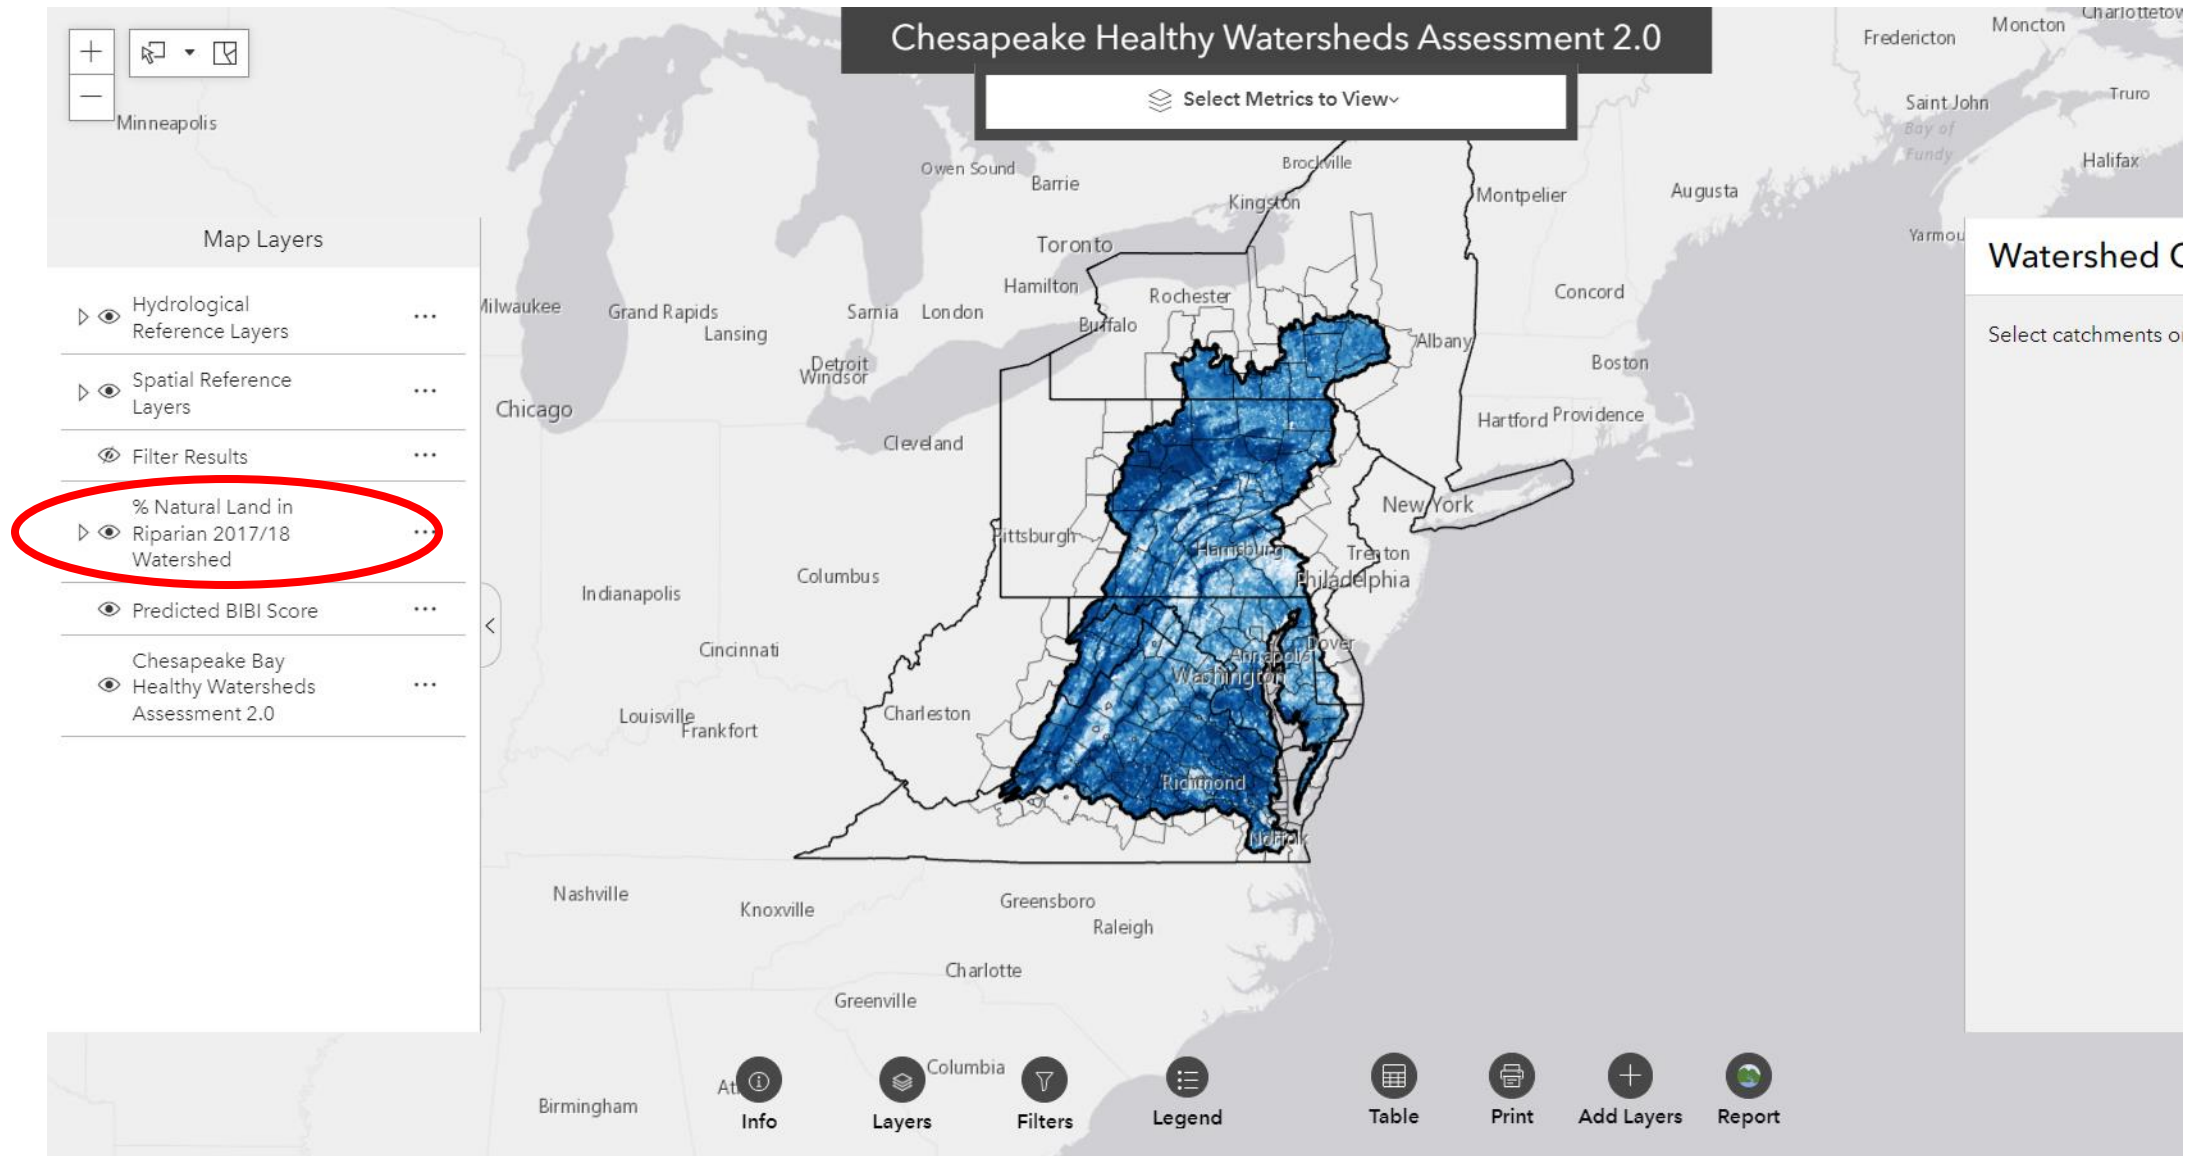 Chesapeake Healthy Watersheds Assessment 2.0
Select Metrics to View
Minneapolis
Owen Sound
Barrie
Brockville
Kingston
Montpelier
Augusta
Fredericton
Moncton
Saint John
Bay of
Fundy
Truro
Halifax
Toronto
Hamilton
Rochester
Buffalo
Concord
Milwaukee
Grand Rapids
Lansing
Sarnia
London
Detroit
Windsor
Albany
Boston
Chicago
Hartford
Providence
Cleveland
New York
Pittsburgh
Harrisburg
Trenton
Philadelphia
Columbus
Indianapolis
Dover
Annapolis
Washington
Cincinnati
Charleston
Louisville
Frankfort
Richmond
Norfolk
Nashville
Knoxville
Greensboro
Raleigh
Charlotte
Greenville
Columbia
Birmingham
Map Layers
Hydrological
Reference Layers
Spatial Reference
Layers
Filter Results
% Natural Land in
Riparian 2017/18
Watershed
Predicted BIBI Score
Chesapeake Bay
Healthy Watersheds
Assessment 2.0
Watershed
Select catchments
Info
Layers
Filters
Legend
Table
Print
Add Layers
Report